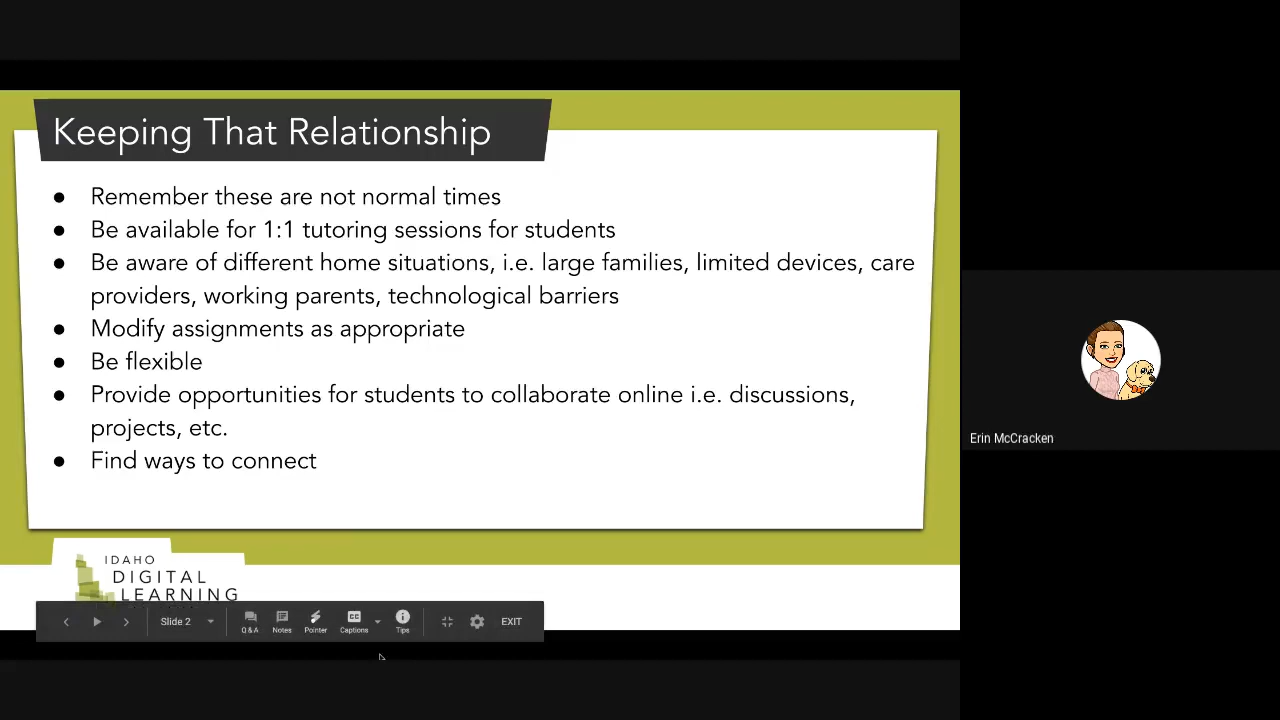 Keeping That Relationship
● Remember these are not normal times
● Be available for 1:1 tutoring sessions for students
● Be aware of different home situations, i.e. large families, limited devices, care
providers, working parents, technological barriers
● Modify assignments as appropriate
● Be flexible
● Provide opportunities for students to collaborate online i.e. discussions,
projects, etc.
● Find ways to connect
Erin McCracken
IDAHO
DIGITAL
LEARNING
Slide 2
Q & A
Notes
Pointer
CC
Captions
Tips
EXIT